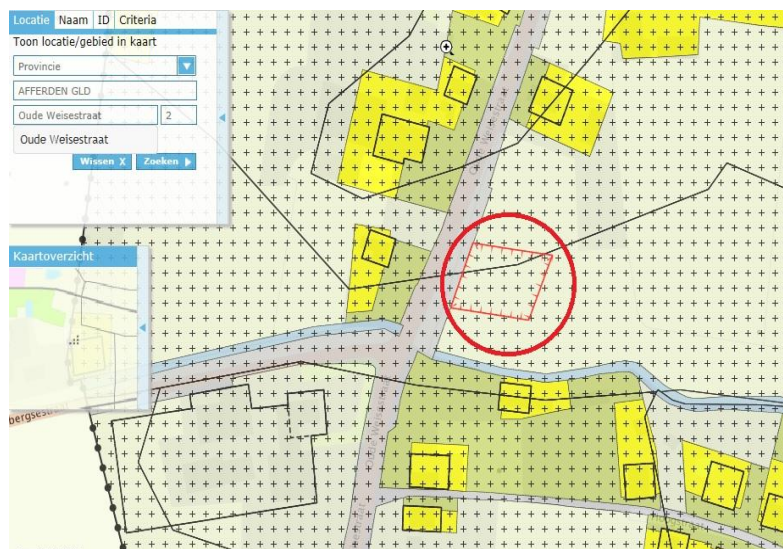 Locatie Naam ID Criteria
Toon locatie/gebied in kaart
Provincie
AFFERDEN GLD
Oude Weisestraat 2
Oude Weisestraat
Wissen X Zoeken
Kaartoverzicht
bergsestr